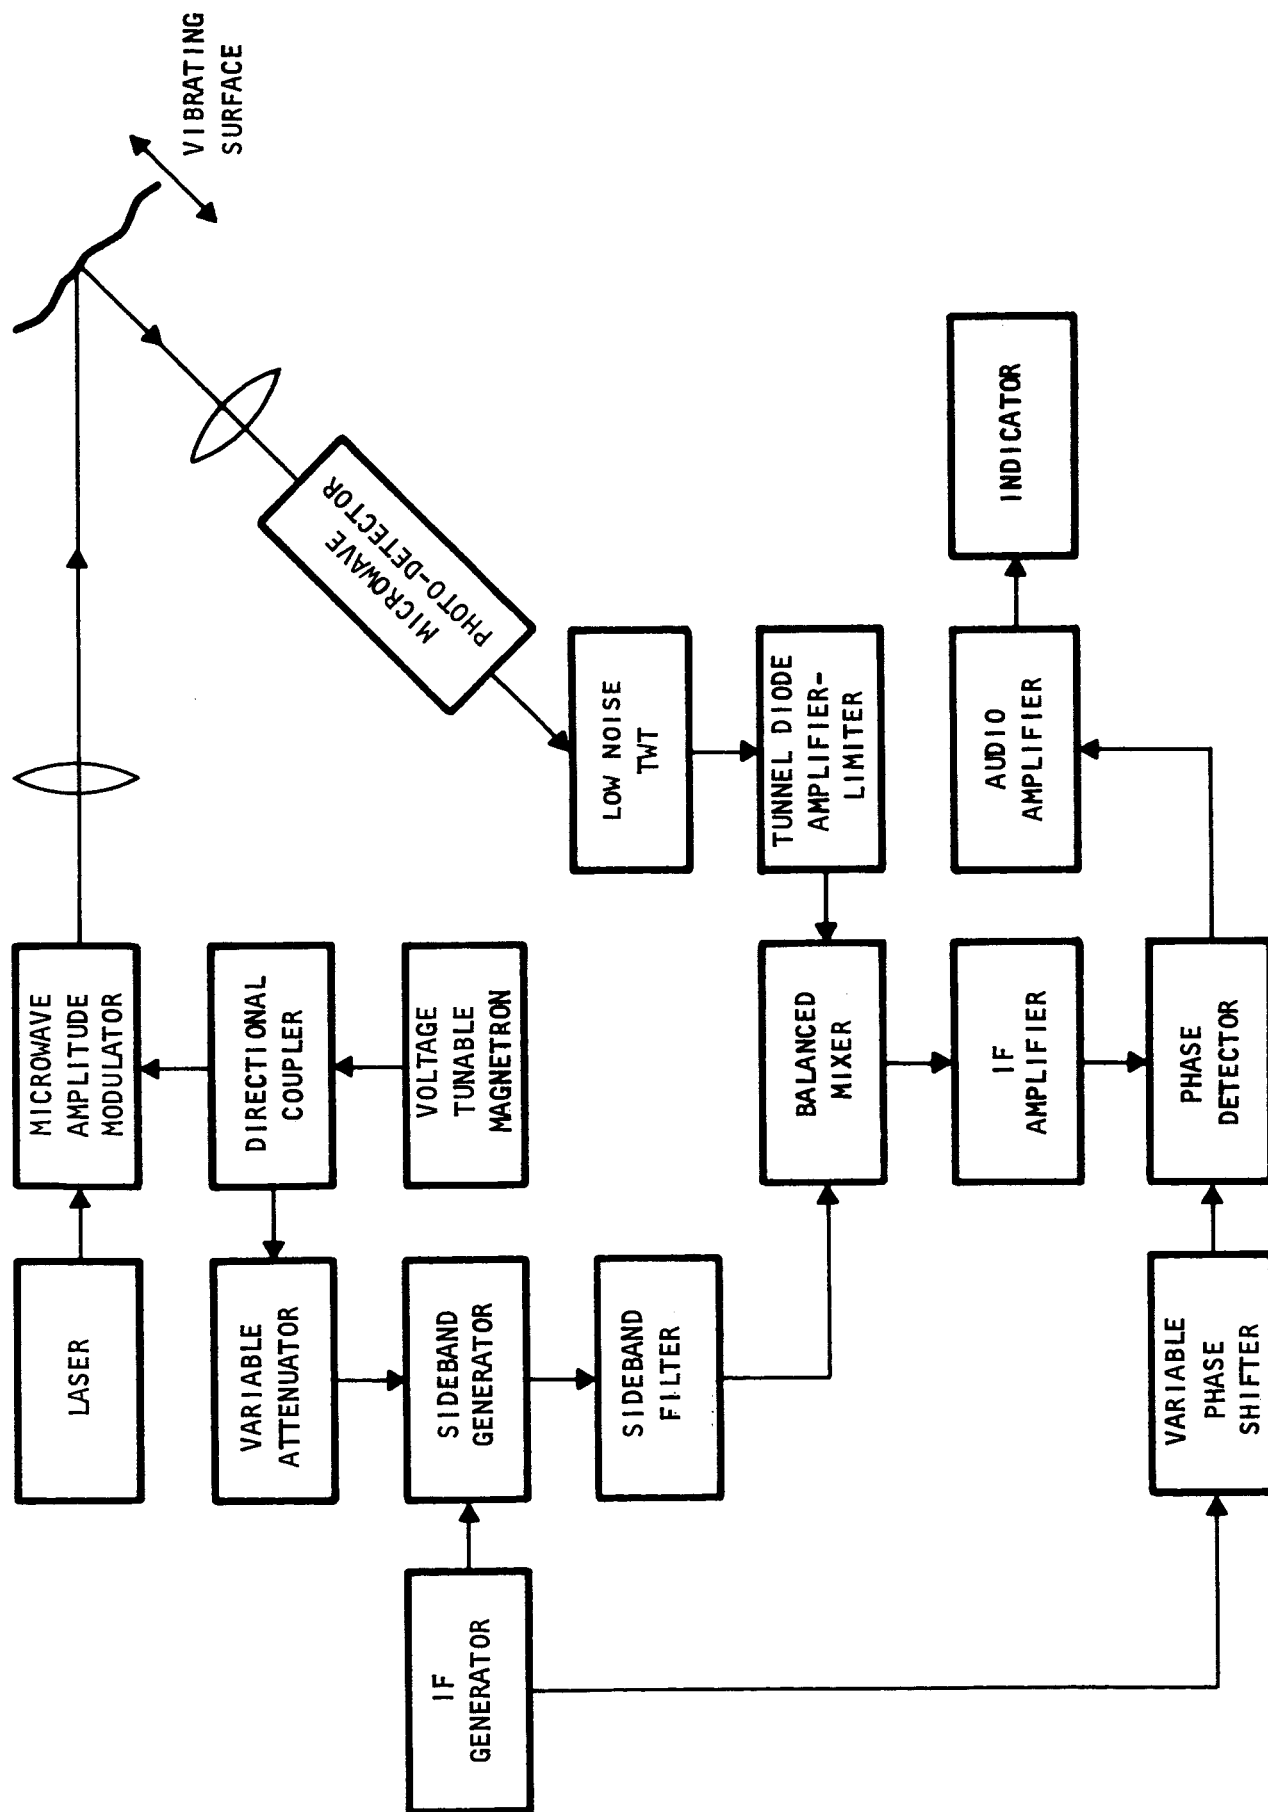 VIBRATING
SURFACE
LASER
MICROWAVE
AMPLITUDE
MODULATOR
VARIABLE
ATTENUATOR
DIRECTIONAL
COUPLER
MICROWAVE
PHOTO-DETECTOR
IF
GENERATOR
SIDEBAND
GENERATOR
VOLTAGE
TUNABLE
MAGNETRON
SIDEBAND
FILTER
LOW NOISE
TWT
BALANCED
MIXER
TUNNEL DIODE
AMPLIFIER-
LIMITER
IF
AMPLIFIER
AUDIO
AMPLIFIER
INDICATOR
VARIABLE
PHASE
SHIFTER
PHASE
DETECTOR